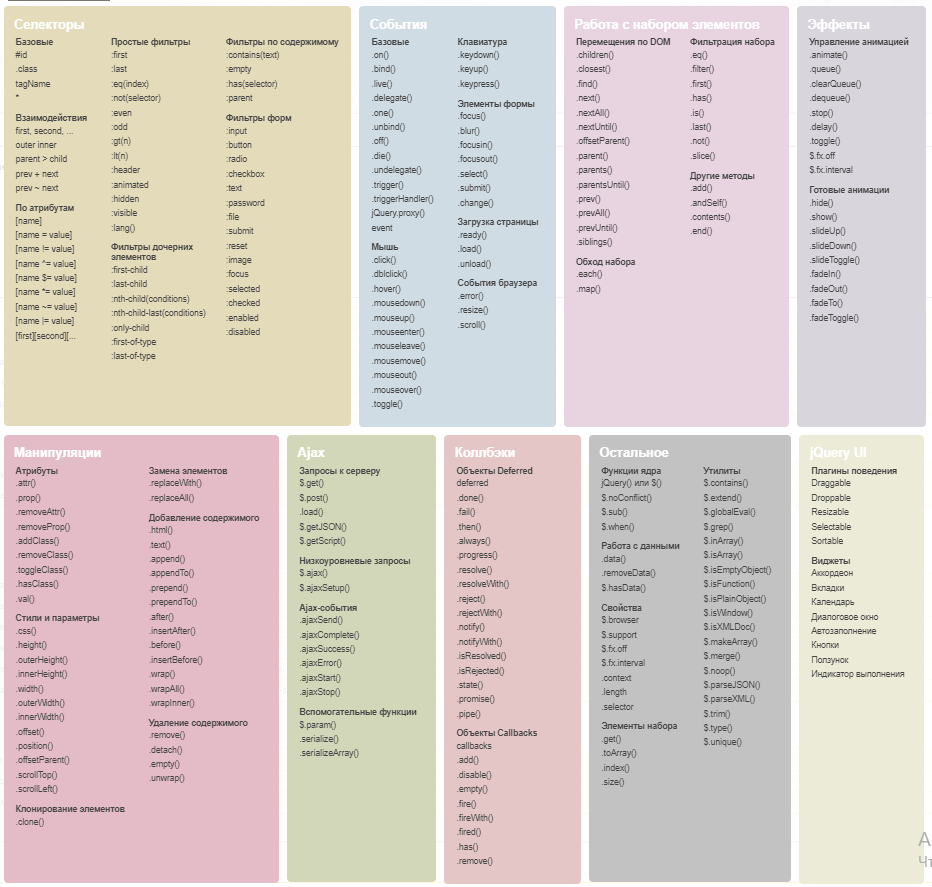 Селекторы
Базовые
#id
.class
tagName
*
Взаимодействия
first, second, ...
outer inner
parent > child
prev + next
prev ~ next
По атрибутам
[name]
[name = value]
[name != value]
[name ^= value]
[name $= value]
[name *= value]
[name ~= value]
[name |= value]
[first][second][...
Простые фильтры
:first
:last
:eq(index)
:not(selector)
:even
:odd
:gt(n)
:lt(n)
:header
:animated
:hidden
:visible
:lang()
Фильтры дочерних
элементов
:first-child
:last-child
:nth-child(conditions)
:nth-child-last(conditions)
:only-child
:first-of-type
:last-of-type
Фильтры по содержимому
:contains(text)
:empty
:has(selector)
:parent
Фильтры форм
:input
:button
:radio
:checkbox
:text
:password
:file
:submit
:reset
:image
:focus
:selected
:checked
:enabled
:disabled
События
Базовые
.on()
.bind()
.live()
.delegate()
.one()
.unbind()
.off()
.die()
.undelegate()
.trigger()
.triggerHandler()
jQuery.proxy()
event
Мышь
.click()
.dblclick()
.hover()
.mousedown()
.mouseup()
.mouseenter()
.mouseleave()
.mousemove()
.mouseout()
.mouseover()
.toggle()
Клавиатура
.keydown()
.keyup()
.keypress()
Элементы формы
.focus()
.blur()
.focusin()
.focusout()
.select()
.submit()
.change()
Загрузка страницы
.ready()
.load()
.unload()
События браузера
.error()
.resize()
.scroll()
Работа с набором элементов
Перемещения по DOM
.children()
.closest()
.find()
.next()
.nextAll()
.nextUntil()
.offsetParent()
.parent()
.parents()
.parentsUntil()
.prev()
.prevAll()
.prevUntil()
.siblings()
Обход набора
.each()
.map()
Фильтрация набора
.eq()
.filter()
.first()
.has()
.is()
.last()
.not()
.slice()
Другие методы
.add()
.andSelf()
.contents()
.end()
Эффекты
Управление анимацией
.animate()
.queue()
.clearQueue()
.dequeue()
.stop()
.delay()
.toggle()
$.fx.off
$.fx.interval
Готовые анимации
.hide()
.show()
.slideUp()
.slideDown()
.slideToggle()
.fadeIn()
.fadeOut()
.fadeTo()
.fadeToggle()
Манипуляции
Атрибуты
.attr()
.prop()
.removeAttr()
.removeProp()
.addClass()
.removeClass()
.toggleClass()
.hasClass()
.val()
Стили и параметры
.css()
.height()
.outerHeight()
.innerHeight()
.width()
.outerWidth()
.innerWidth()
.offset()
.position()
.offsetParent()
.scrollTop()
.scrollLeft()
Клонирование элементов
.clone()
Замена элементов
.replaceWith()
.replaceAll()
Добавление содержимого
.html()
.text()
.append()
.appendTo()
.prepend()
.prependTo()
.after()
.insertAfter()
.before()
.insertBefore()
.wrap()
.wrapAll()
.wrapInner()
Удаление содержимого
.remove()
.detach()
.empty()
.unwrap()
Ajax
Запросы к серверу
$.get()
$.post()
.load()
$.getJSON()
$.getScript()
Низкоуровневые запросы
$.ajax()
$.ajaxSetup()
Ajax-события
.ajaxSend()
.ajaxComplete()
.ajaxSuccess()
.ajaxError()
.ajaxStart()
.ajaxStop()
Вспомогательные функции
$.param()
.serialize()
.serializeArray()
Коллбэки
Объекты Deferred
deferred
.done()
.fail()
.then()
.always()
.progress()
.resolve()
.resolveWith()
.reject()
.rejectWith()
.notify()
.notifyWith()
.isResolved()
.isRejected()
.state()
.promise()
.pipe()
Объекты Callbacks
callbacks
.add()
.disable()
.empty()
.fire()
.fireWith()
.fired()
.has()
.remove()
Остальное
Функции ядра
jQuery() или $()
$.noConflict()
$.sub()
$.when()
Работа с данными
.data()
.removeData()
$.hasData()
Свойства
$.browser
$.support
$.fx.off
$.fx.interval
.context
.length
.selector
Элементы набора
.get()
.toArray()
.index()
.size()
Утилиты
$.contains()
$.extend()
$.globalEval()
$.grep()
$.inArray()
$.isArray()
$.isEmptyObject()
$.isFunction()
$.isPlainObject()
$.isWindow()
$.isXMLDoc()
$.makeArray()
$.merge()
$.noop()
$.parseJSON()
$.parseXML()
$.trim()
$.type()
$.unique()
jQuery UI
Плагины поведения
Draggable
Droppable
Resizable
Selectable
Sortable
Виджеты
Аккордеон
Вкладки
Календарь
Диалоговое окно
Автозаполнение
Кнопки
Ползунок
Индикатор выполнения